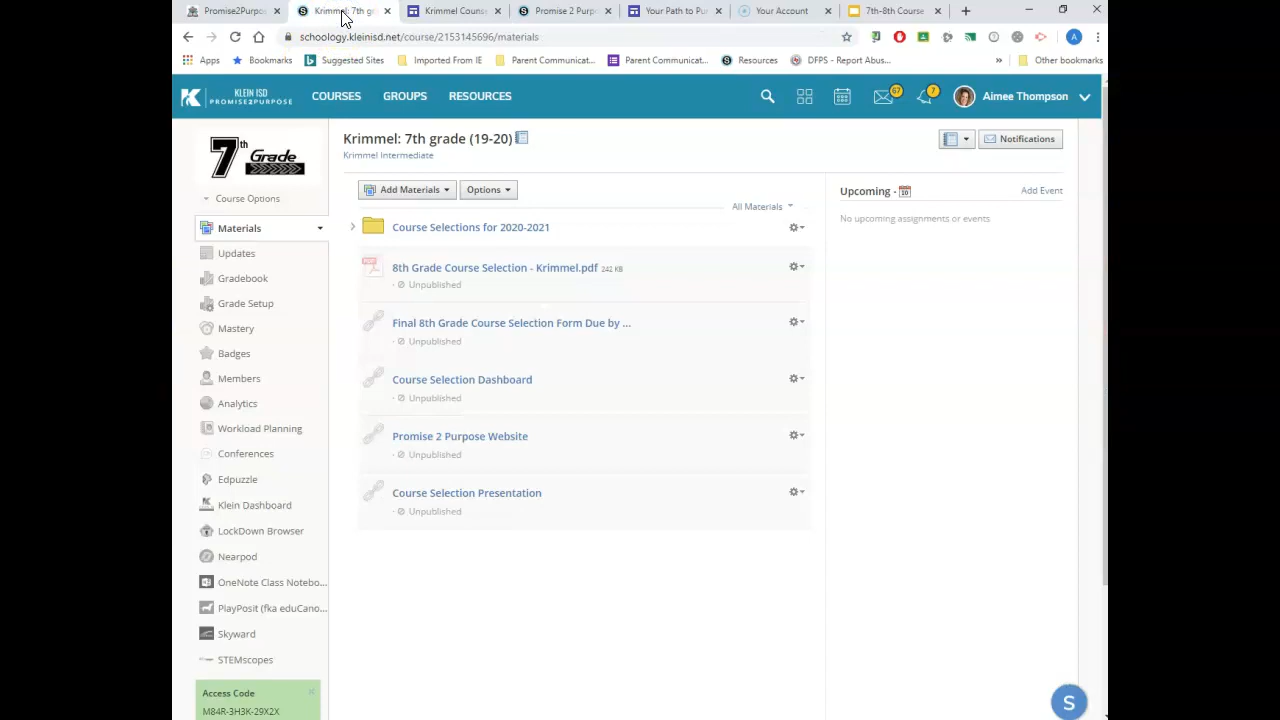 Promise2Purpo
Krimmel: 7th gr
Krimmel Course
Promise 2 Purp
Your Path to Pu
Your Account
7th-8th Course
schoology.kleinisd.net/course/2153145696/materials
A
Apps
Bookmarks
Suggested Sites
Imported From IE
Parent Communicat...
Parent Communicat...
Resources
DFPS - Report Abus...
»
Other bookmarks
K
KLEIN ISD
PROMISE2PURPOSE
COURSES
GROUPS
RESOURCES
67
7
Aimee Thompson
7th Grade
Krimmel: 7th grade (19-20)
Krimmel Intermediate
Notifications
Course Options
Add Materials
Options
Upcoming -
10
Add Event
All Materials
No upcoming assignments or events
Materials
Updates
Gradebook
Grade Setup
Mastery
Badges
Members
Analytics
Workload Planning
Conferences
Edpuzzle
Klein Dashboard
LockDown Browser
Nearpod
OneNote Class Notebo...
PlayPosit (fka eduCano...
Skyward
STEMscopes
Course Selections for 2020-2021
PDF
8th Grade Course Selection - Krimmel.pdf 242 KB
· Unpublished
Final 8th Grade Course Selection Form Due by ...
· Unpublished
Course Selection Dashboard
· Unpublished
Promise 2 Purpose Website
· Unpublished
Course Selection Presentation
· Unpublished
Access Code
M84R-3H3K-29X2X
S